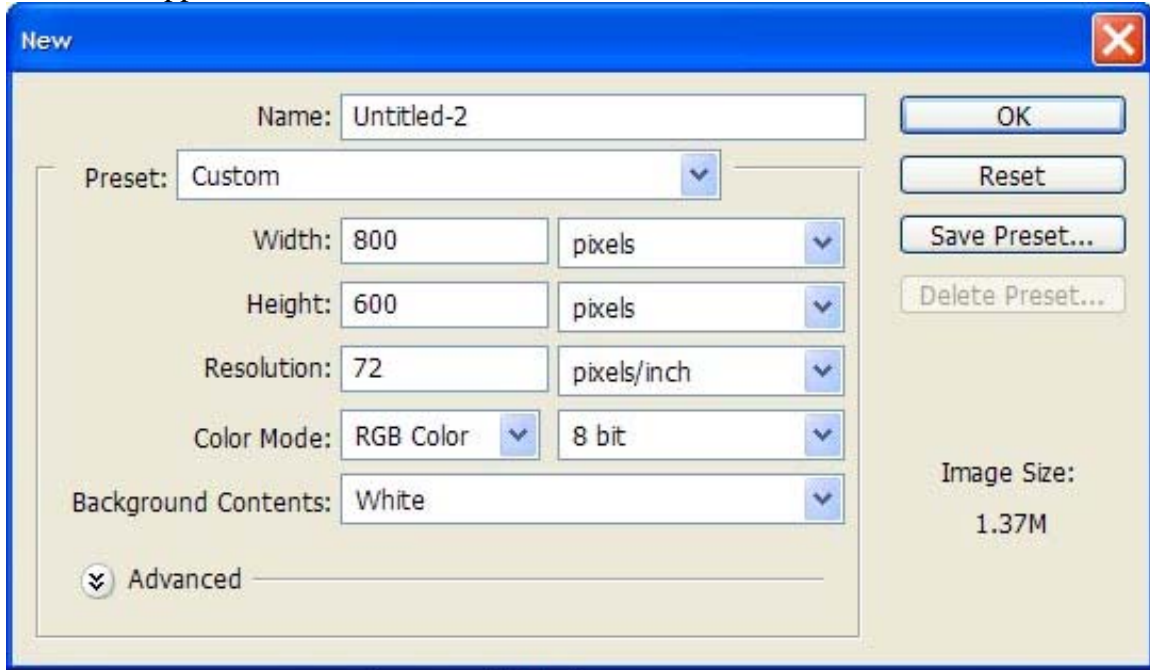 New
Name: Untitled-2
OK
Preset: Custom
Reset
Width: 800 pixels
Save Preset...
Height: 600 pixels
Delete Preset...
Resolution: 72 pixels/inch
Color Mode: RGB Color 8 bit
Image Size:
Background Contents: White
1.37M
Advanced